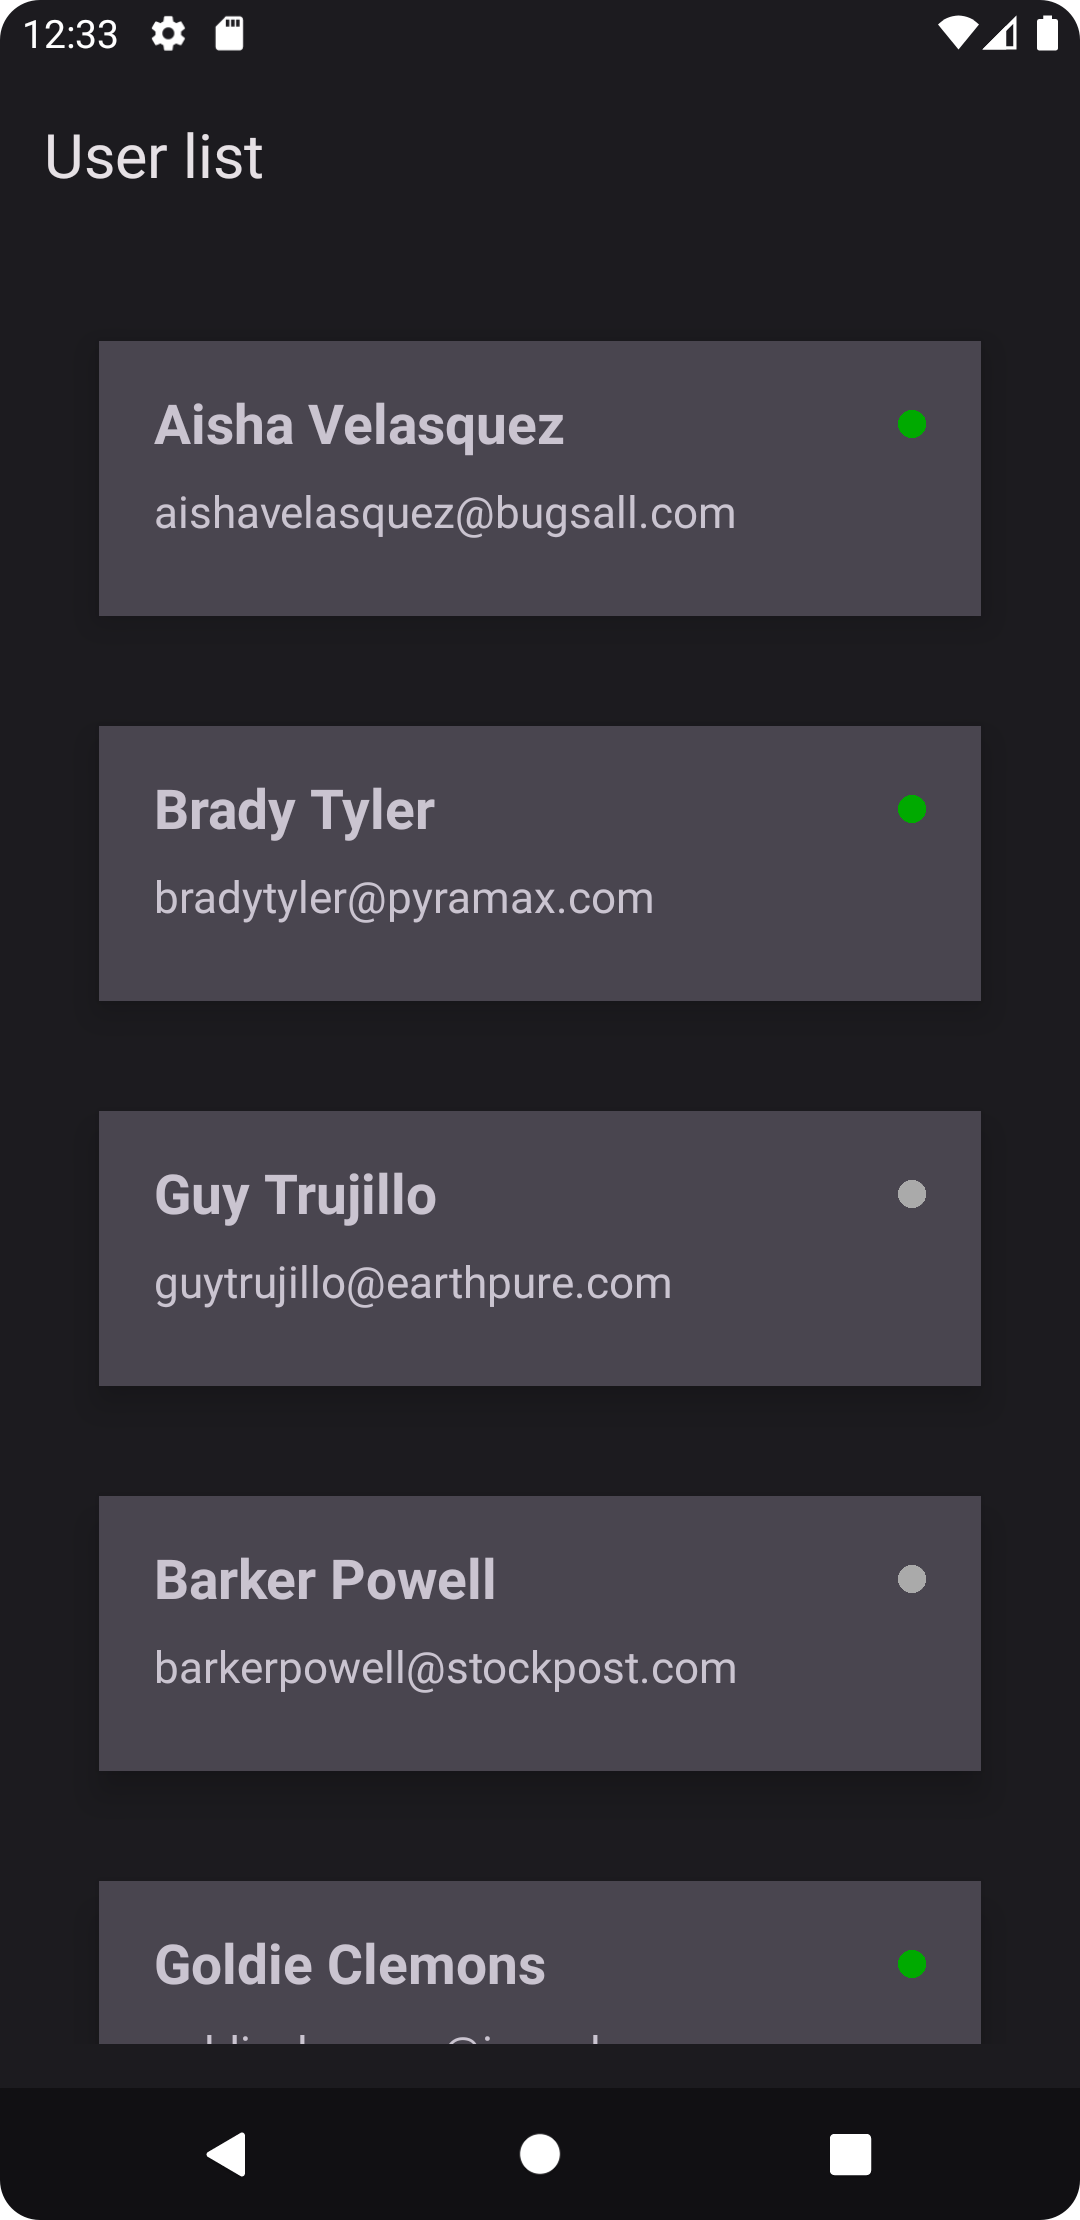 12:33
User list
Aisha Velasquez
aishavelasquez@bugsall.com
Brady Tyler
bradytyler@pyramax.com
Guy Trujillo
guytrujillo@earthpure.com
Barker Powell
barkerpowell@stockpost.com
Goldie Clemons